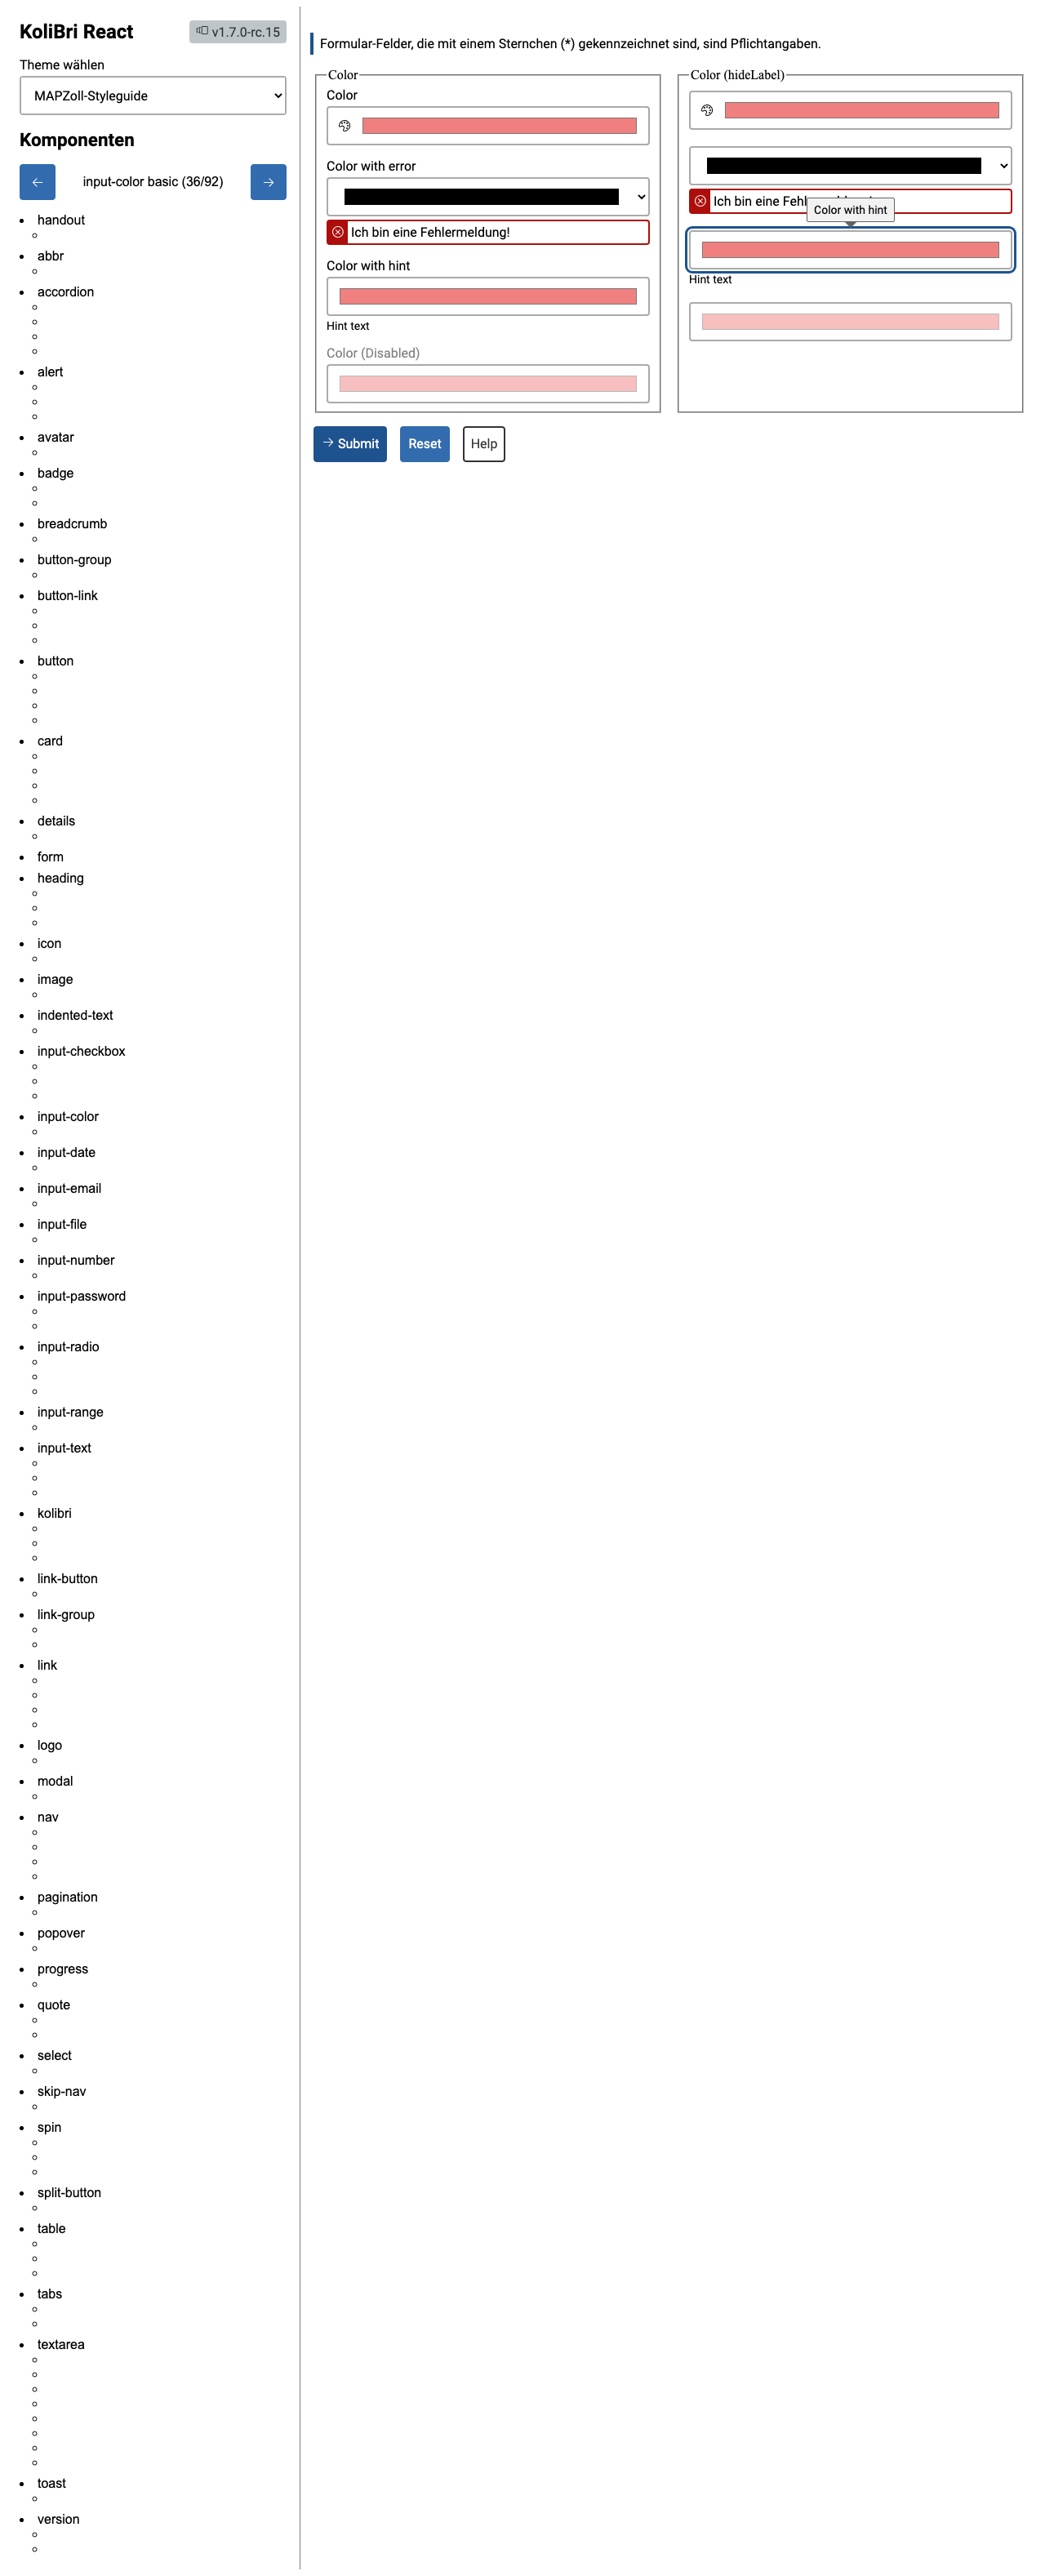 KoliBri React
v1.7.0-rc.15
Theme wählen
MAPZoll-Styleguide
Komponenten
input-color basic (36/92)
handout
abbr
accordion
alert
avatar
badge
breadcrumb
button-group
button-link
button
card
details
form
heading
icon
image
indented-text
input-checkbox
input-color
input-date
input-email
input-file
input-number
input-password
input-radio
input-range
input-text
kolibri
link-button
link-group
link
logo
modal
nav
pagination
popover
progress
quote
select
skip-nav
spin
split-button
table
tabs
textarea
toast
version
Formular-Felder, die mit einem Sternchen (*) gekennzeichnet sind, sind Pflichtangaben.
Color
Color
Color with error
Ich bin eine Fehlermeldung!
Color with hint
Hint text
Color (Disabled)
Color (hideLabel)
Ich bin eine
Color with hint
Hint text
Submit
Reset
Help